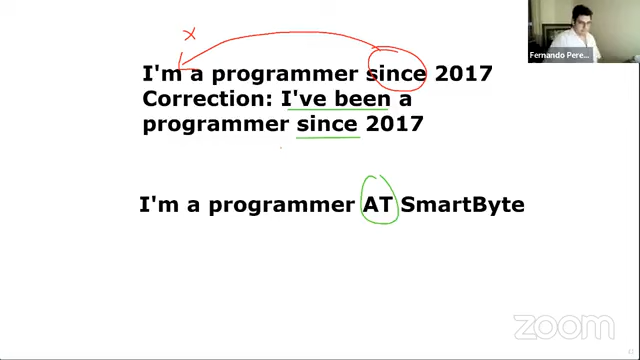 X
Fernando Pere...
I'm a programmer since 2017
Correction: I've been a
programmer since 2017
I'm a programmer AT SmartByte
zoom